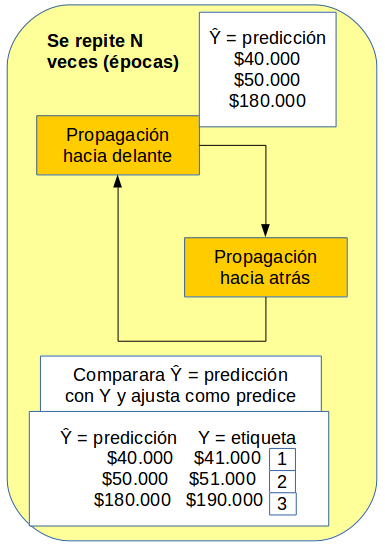 Se repite N
veces (épocas)
Ŷ = predicción
$40.000
$50.000
$180.000
Propagación
hacia delante
Propagación
hacia atrás
Comparara Ŷ = predicción
con Y y ajusta como predice
Ŷ = predicción Y = etiqueta
$40.000 $41.000 1
$50.000 $51.000 2
$180.000 $190.000 3